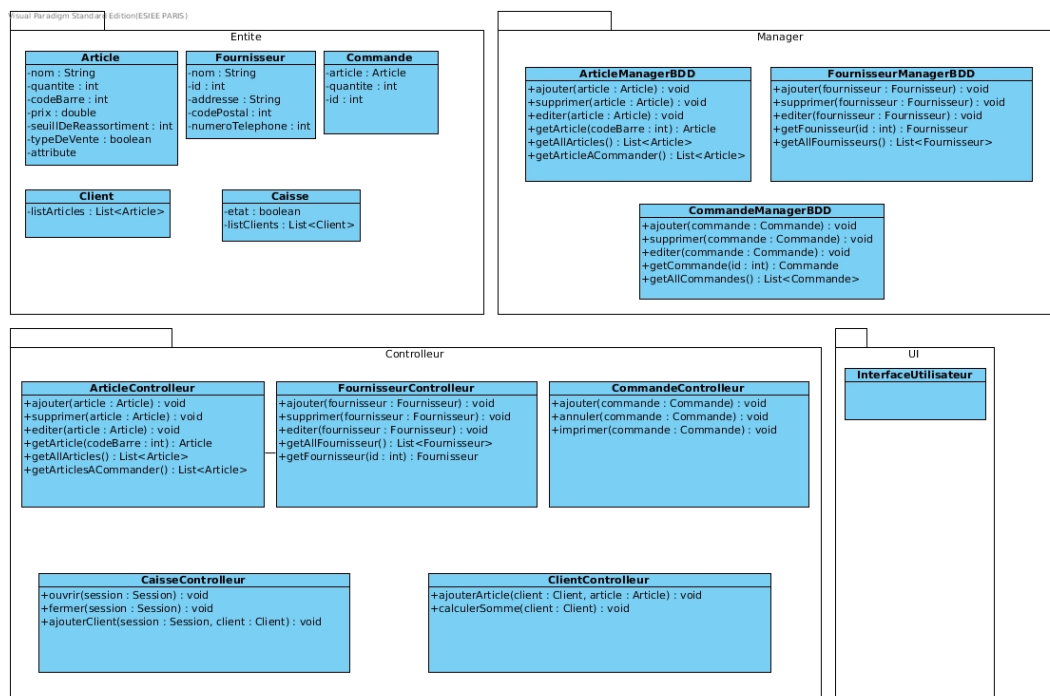 Visual Paradigm Standard Edition(ESIEE PARIS)
Entite
Article
-nom : String
-quantite : int
-codeBarre : int
-prix : double
-seuilIDeReassortiment : int
-typeDeVente : boolean
-attribute
Fournisseur
-nom : String
-id : int
-addresse : String
-codePostal : int
-numeroTelephone : int
Commande
-article : Article
-quantite : int
-id : int
Client
-listArticles : List<Article>
Caisse
-etat : boolean
-listClients : List<Client>
Manager
ArticleManagerBDD
+ajouter(article : Article) : void
+supprimer(article : Article) : void
+editer(article : Article) : void
+getArticle(codeBarre : int) : Article
+getAllArticles() : List<Article>
+getArticleACommander() : List<Article>
FournisseurManagerBDD
+ajouter(fournisseur : Fournisseur) : void
+supprimer(fournisseur : Fournisseur) : void
+editer(fournisseur : Fournisseur) : void
+getFounisseur(id : int) : Fournisseur
+getAllFournisseurs() : List<Fournisseur>
CommandeManagerBDD
+ajouter(commande : Commande) : void
+supprimer(commande : Commande) : void
+editer(commande : Commande) : void
+getCommande(id : int) : Commande
+getAllCommandes() : List<Commande>
Controlleur
ArticleControlleur
+ajouter(article : Article) : void
+supprimer(article : Article) : void
+editer(article : Article) : void
+getArticle(codeBarre : int) : Article
+getAllArticles() : List<Article>
+getArticlesACommander() : List<Article>
FournisseurControlleur
+ajouter(fournisseur : Fournisseur) : void
+supprimer(fournisseur : Fournisseur) : void
+editer(fournisseur : Fournisseur) : void
+getAllFournisseur() : List<Fournisseur>
+getFournisseur(id : int) : Fournisseur
CommandeControlleur
+ajouter(commande : Commande) : void
+annuler(commande : Commande) : void
+imprimer(commande : Commande) : void
CaisseControlleur
+ouvrir(session : Session) : void
+fermer(session : Session) : void
+ajouterClient(session : Session, client : Client) : void
ClientControlleur
+ajouterArticle(client : Client, article : Article) : void
+calculerSomme(client : Client) : void
UI
InterfaceUtilisateur